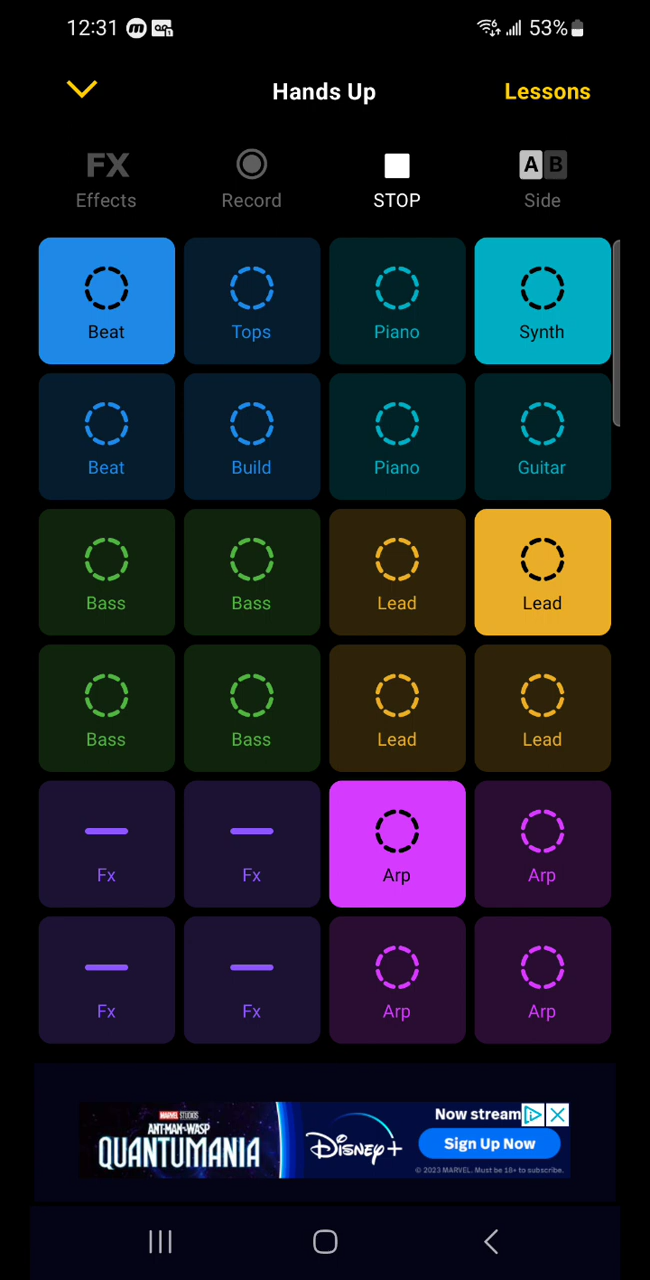 12:31 53%
Hands Up Lessons
FX A B
Effects Record STOP Side
Beat Tops Piano Synth
Beat Build Piano Guitar
Bass Bass Lead Lead
Bass Bass Lead Lead
Fx Fx Arp Arp
Fx Fx Arp Arp
MARVEL STUDIOS
ANT-MAN AND THE WASP
QUANTUMANIA
Disney+
Now stream
Sign Up Now
© 2023 MARVEL. Must be 18+ to subscribe.